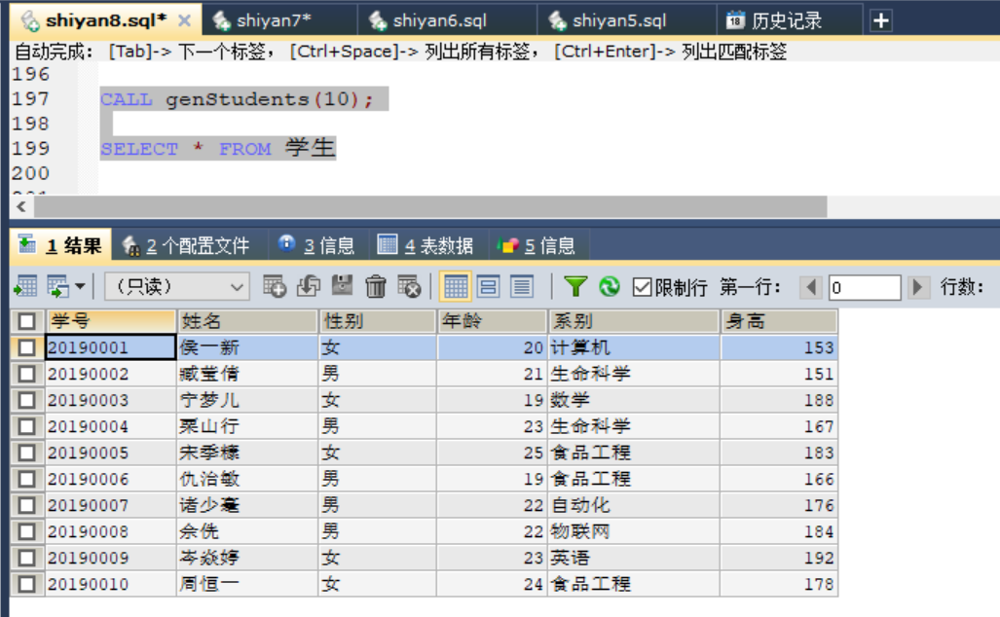 shiyan8.sql* shiyan7* shiyan6.sql shiyan5.sql 18 历史记录
自动完成: [Tab]-> 下一个标签, [Ctrl+Space]-> 列出所有标签, [Ctrl+Enter]-> 列出匹配标签
196
197 CALL genStudents(10);
198
199 SELECT * FROM 学生
200
1 结果 2 个配置文件 3 信息 4 表数据 5 信息
(只读) 限制行 第一行: 0 行数:
学号 姓名 性别 年龄 系别 身高
20190001 侯一新 女 20 计算机 153
20190002 臧莹倩 男 21 生命科学 151
20190003 宁梦儿 女 19 数学 188
20190004 栗山行 男 23 生命科学 167
20190005 宋季糠 女 25 食品工程 183
20190006 仇治敏 男 19 食品工程 166
20190007 诸少毫 男 22 自动化 176
20190008 佘侁 男 22 物联网 184
20190009 岑焱婷 女 23 英语 192
20190010 周恒一 女 24 食品工程 178